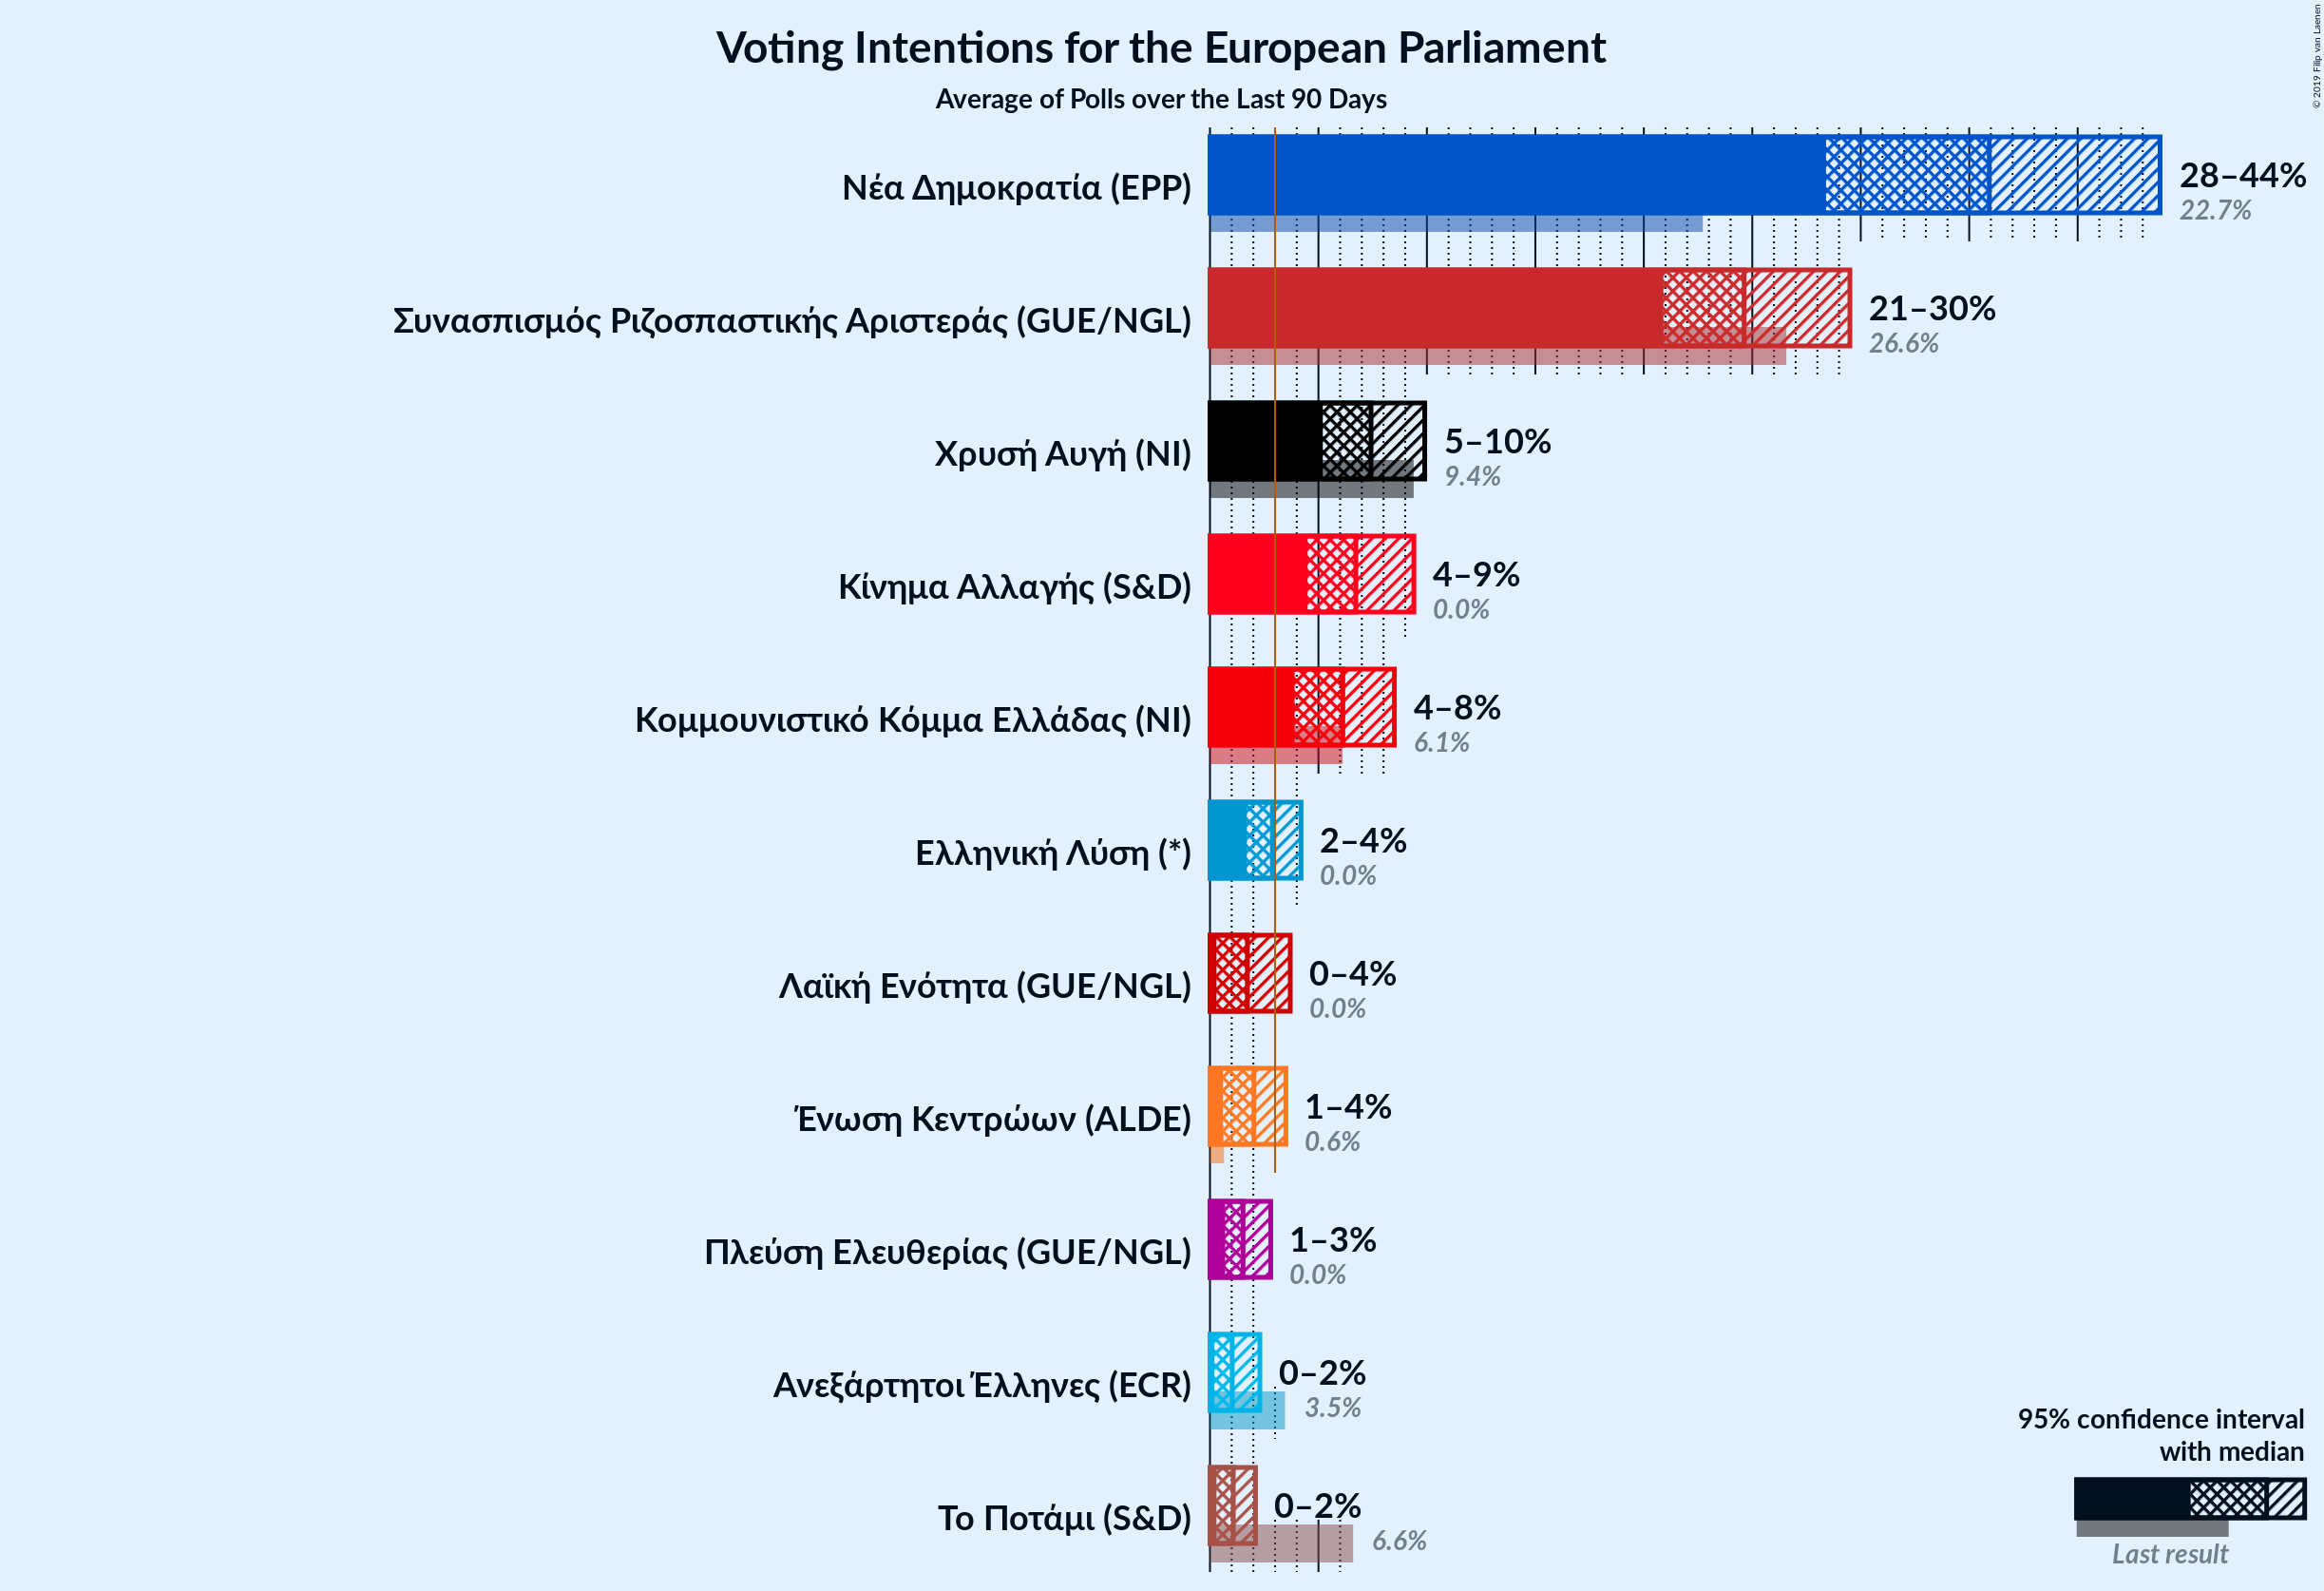 Voting Intentions for the European Parliament
Average of Polls over the Last 90 Days
© 2019 Filip van Laenen
Νέα Δημοκρατία (EPP)
28–44%
22.7%
Συνασπισμός Ριζοσπαστικής Αριστεράς (GUE/NGL)
21–30%
26.6%
Χρυσή Αυγή (NI)
5–10%
9.4%
Κίνημα Αλλαγής (S&D)
4–9%
0.0%
Κομμουνιστικό Κόμμα Ελλάδας (NI)
4–8%
6.1%
Ελληνική Λύση (*)
2–4%
0.0%
Λαϊκή Ενότητα (GUE/NGL)
0–4%
0.0%
Ένωση Κεντρώων (ALDE)
1–4%
0.6%
Πλεύση Ελευθερίας (GUE/NGL)
1–3%
0.0%
Ανεξάρτητοι Έλληνες (ECR)
0–2%
3.5%
Το Ποτάμι (S&D)
0–2%
6.6%
95% confidence interval
with median
Last result